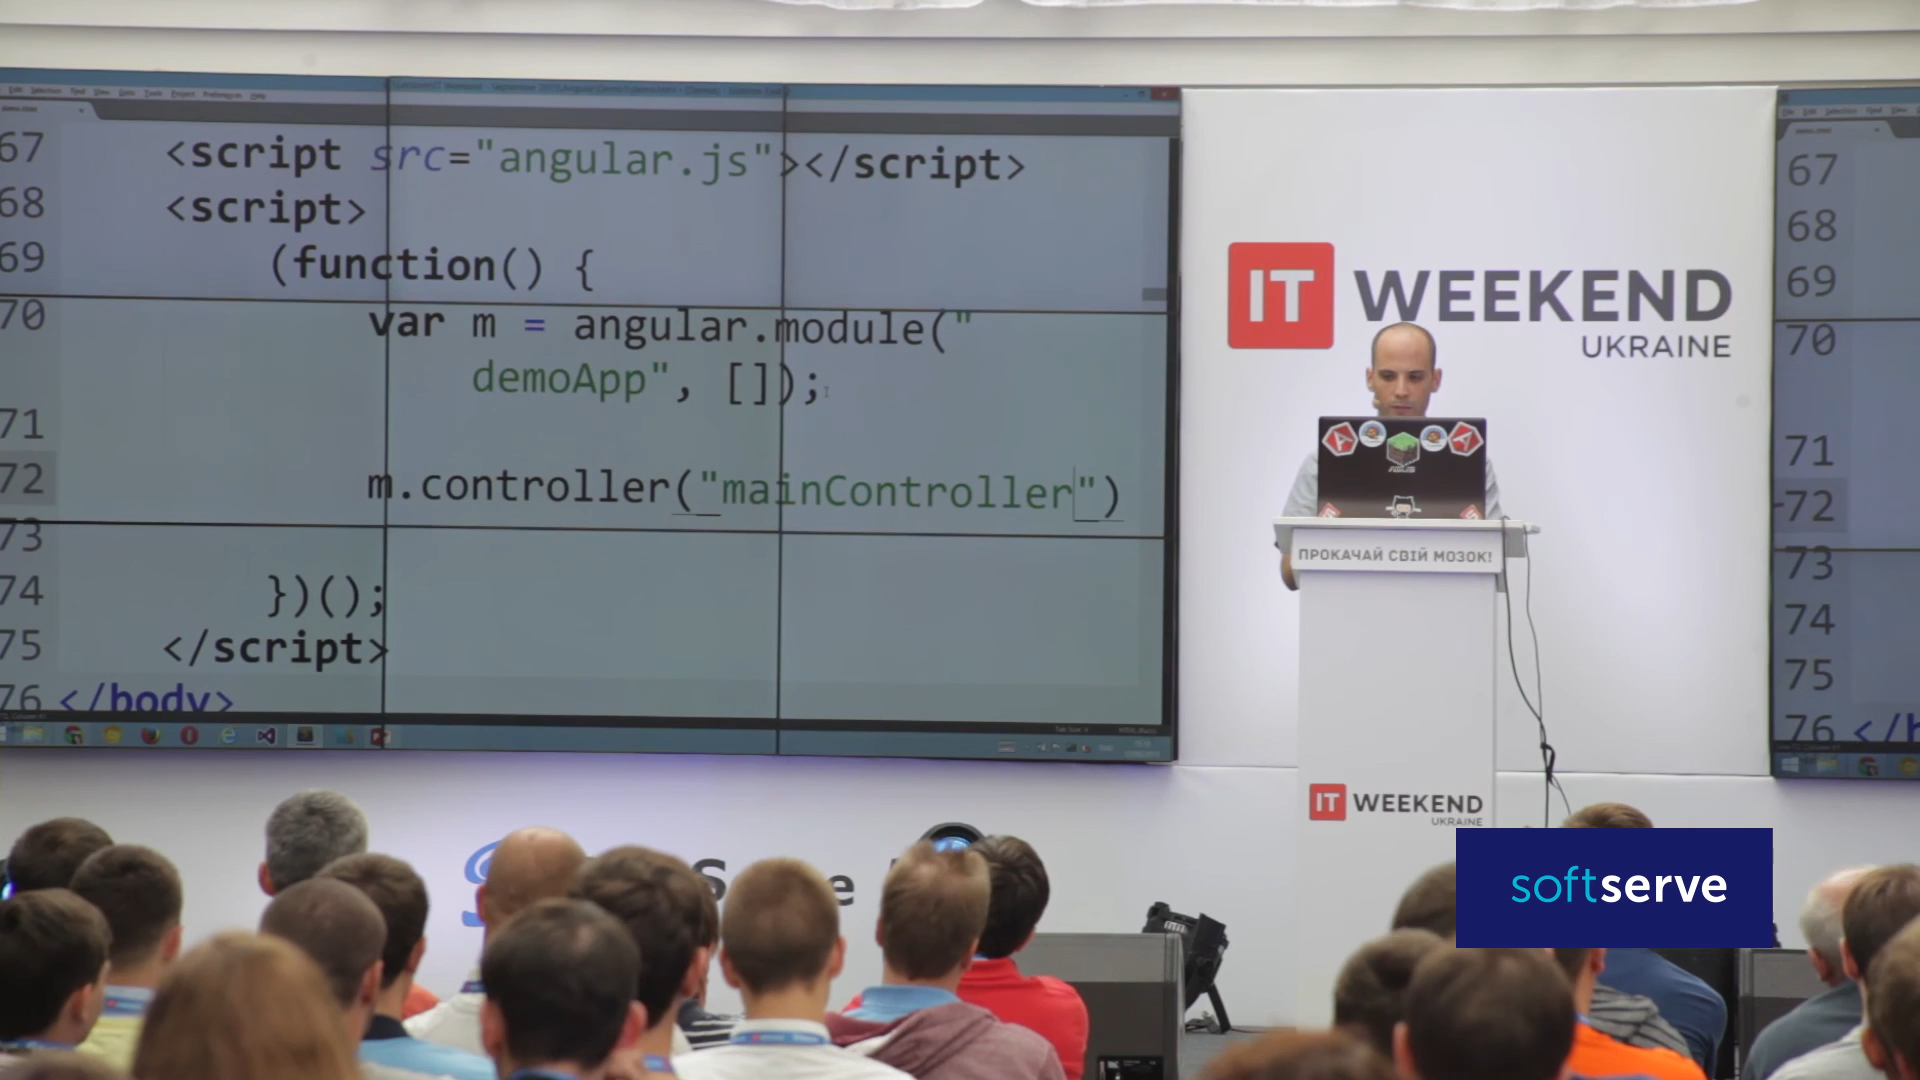 67 <script src="angular.js"></script>
68 <script>
69 (function() {
70 var m = angular.module("
demoApp", []);
71
72 m.controller("mainController")
73
74 })();
75 </script>
76 </body>
IT WEEKEND
UKRAINE
ASUS
ПРОКАЧАЙ СВІЙ МОЗОК!
IT WEEKEND
UKRAINE
67
68
69
70
71
72
73
74
75
76
softserve